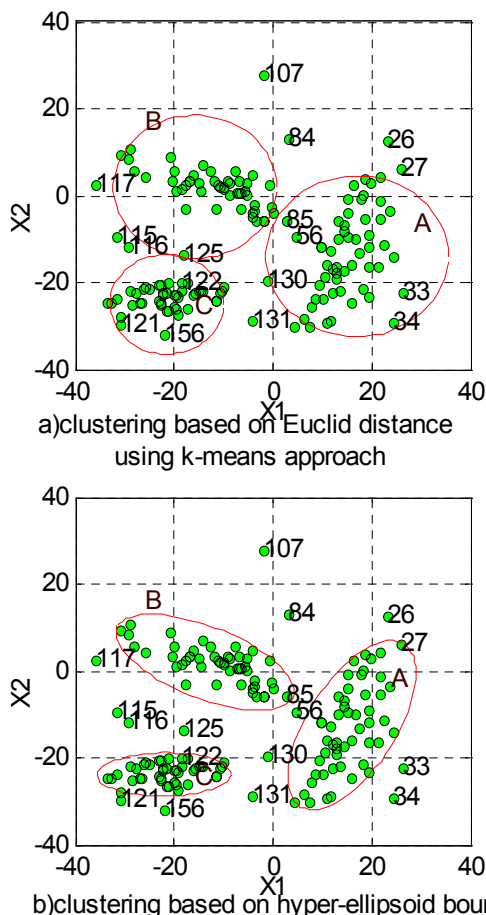 40
107
20
B
84
26
27
117
0
X2
A
115
85
56
116
125
-20
122
130
C
33
121
131
34
156
-40
-40 -20 0 20 40
X1
a)clustering based on Euclid distance
using k-means approach
40
107
20
B
84
26
27
117
0
X2
A
115
85
56
116
125
-20
122
130
C
33
121
131
34
156
-40
-40 -20 0 20 40
X1
b)clustering based on hyper-ellipsoid bour